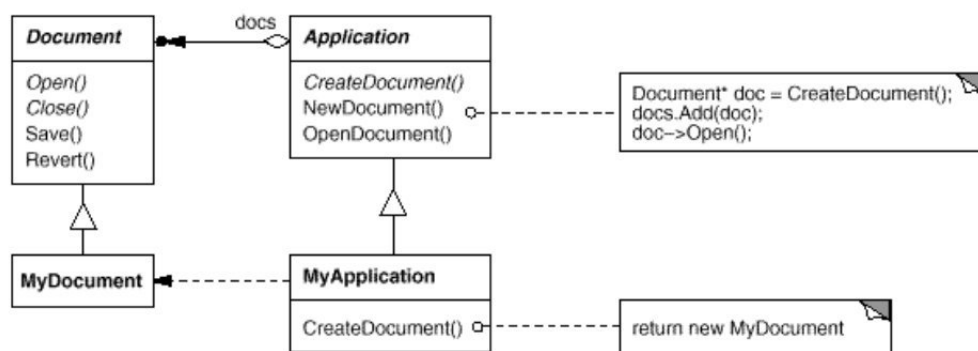 docs
Document
Open()
Close()
Save()
Revert()
Application
CreateDocument()
NewDocument()
OpenDocument()
Document* doc = CreateDocument();
docs.Add(doc);
doc->Open();
MyDocument
MyApplication
CreateDocument()
return new MyDocument